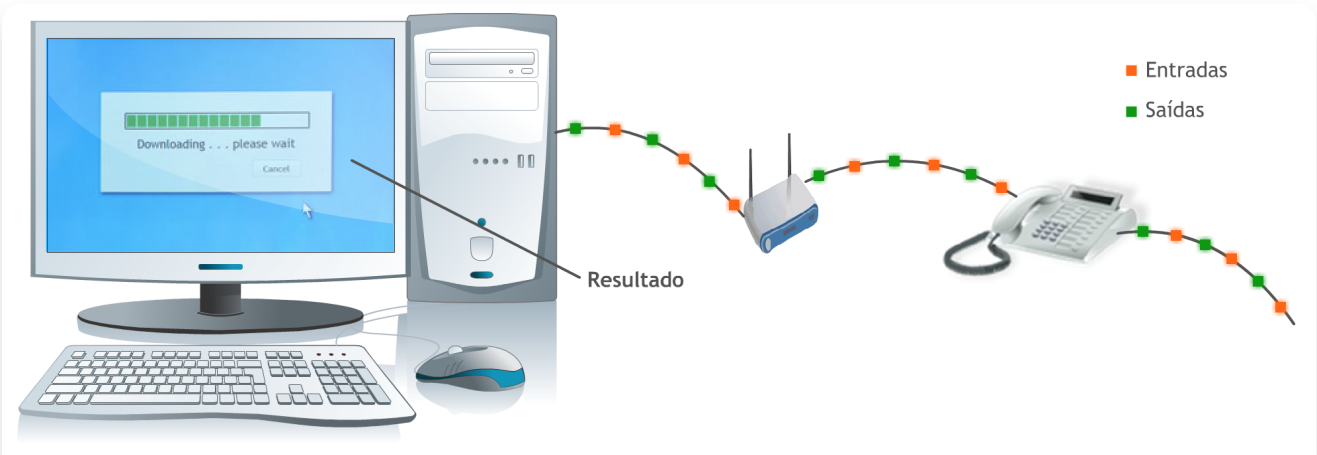 Downloading . . . please wait
Cancel
Resultado
Entradas
Saídas